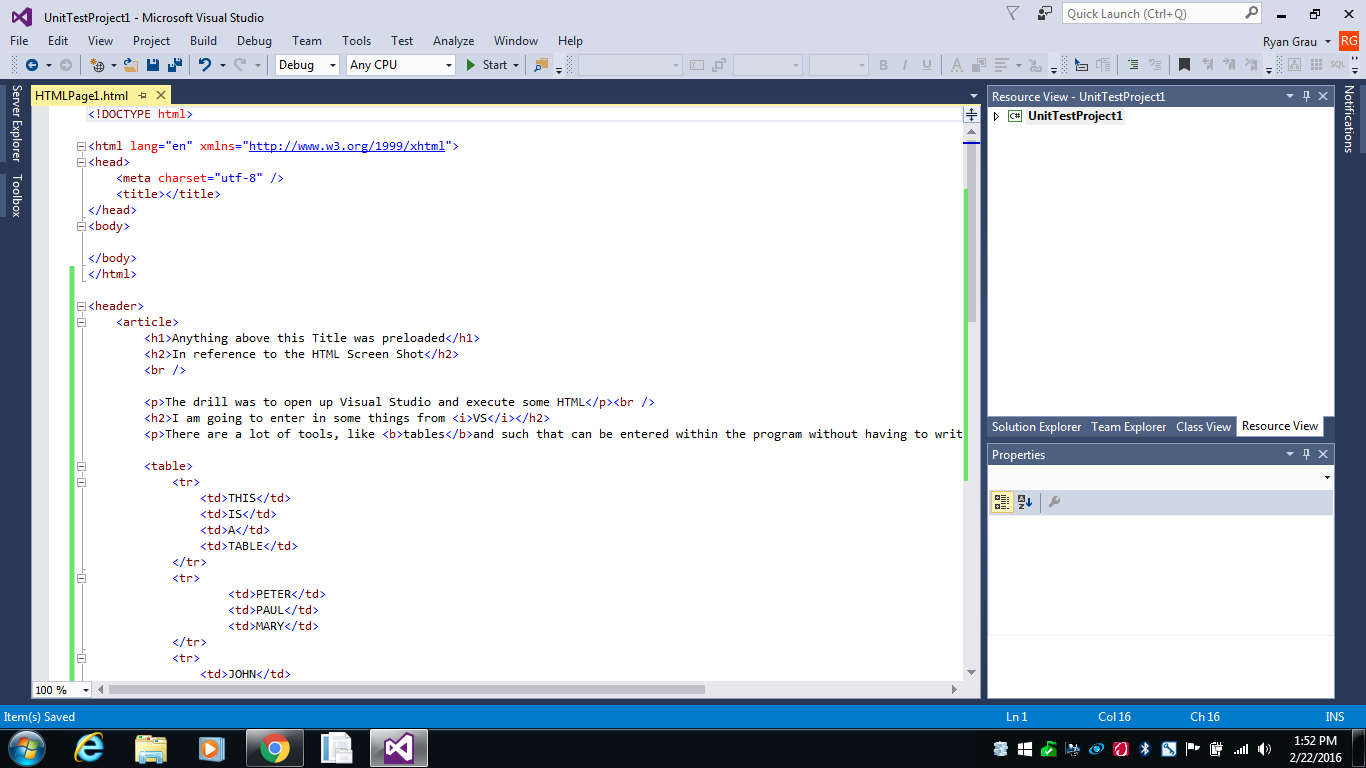 UnitTestProject1 - Microsoft Visual Studio
Quick Launch (Ctrl+Q)
File Edit View Project Build Debug Team Tools Test Analyze Window Help
Ryan Grau RG
Debug Any CPU Start B I U A SQL
Server Explorer
Toolbox
HTMLPage1.html
<!DOCTYPE html>
<html lang="en" xmlns="http://www.w3.org/1999/xhtml">
<head>
<meta charset="utf-8" />
<title></title>
</head>
<body>
</body>
</html>
<header>
<article>
<h1>Anything above this Title was preloaded</h1>
<h2>In reference to the HTML Screen Shot</h2>
<br />
<p>The drill was to open up Visual Studio and execute some HTML</p><br />
<h2>I am going to enter in some things from <i>VS</i></h2>
<p>There are a lot of tools, like <b>tables</b>and such that can be entered within the program without having to writ
<table>
<tr>
<td>THIS</td>
<td>IS</td>
<td>A</td>
<td>TABLE</td>
</tr>
<tr>
<td>PETER</td>
<td>PAUL</td>
<td>MARY</td>
</tr>
<tr>
<td>JOHN</td>
100 %
Resource View - UnitTestProject1
C# UnitTestProject1
Solution Explorer Team Explorer Class View Resource View
Properties
Notifications
Item(s) Saved Ln 1 Col 16 Ch 16 INS
1:52 PM
2/22/2016